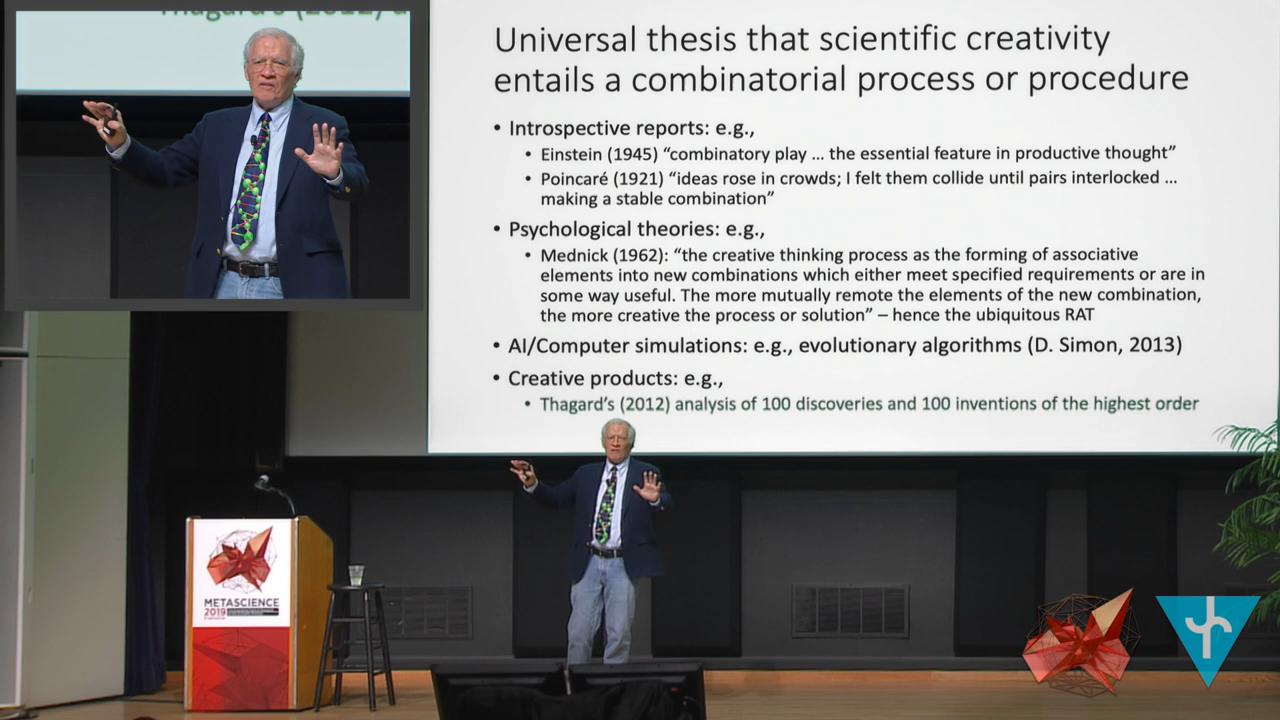 Thagard's (2012)
Universal thesis that scientific creativity
entails a combinatorial process or procedure
• Introspective reports: e.g.,
• Einstein (1945) “combinatory play ... the essential feature in productive thought”
• Poincaré (1921) “ideas rose in crowds; I felt them collide until pairs interlocked ...
making a stable combination”
• Psychological theories: e.g.,
• Mednick (1962): “the creative thinking process as the forming of associative
elements into new combinations which either meet specified requirements or are in
some way useful. The more mutually remote the elements of the new combination,
the more creative the process or solution” – hence the ubiquitous RAT
• AI/Computer simulations: e.g., evolutionary algorithms (D. Simon, 2013)
• Creative products: e.g.,
• Thagard’s (2012) analysis of 100 discoveries and 100 inventions of the highest order
METASCIENCE
2019